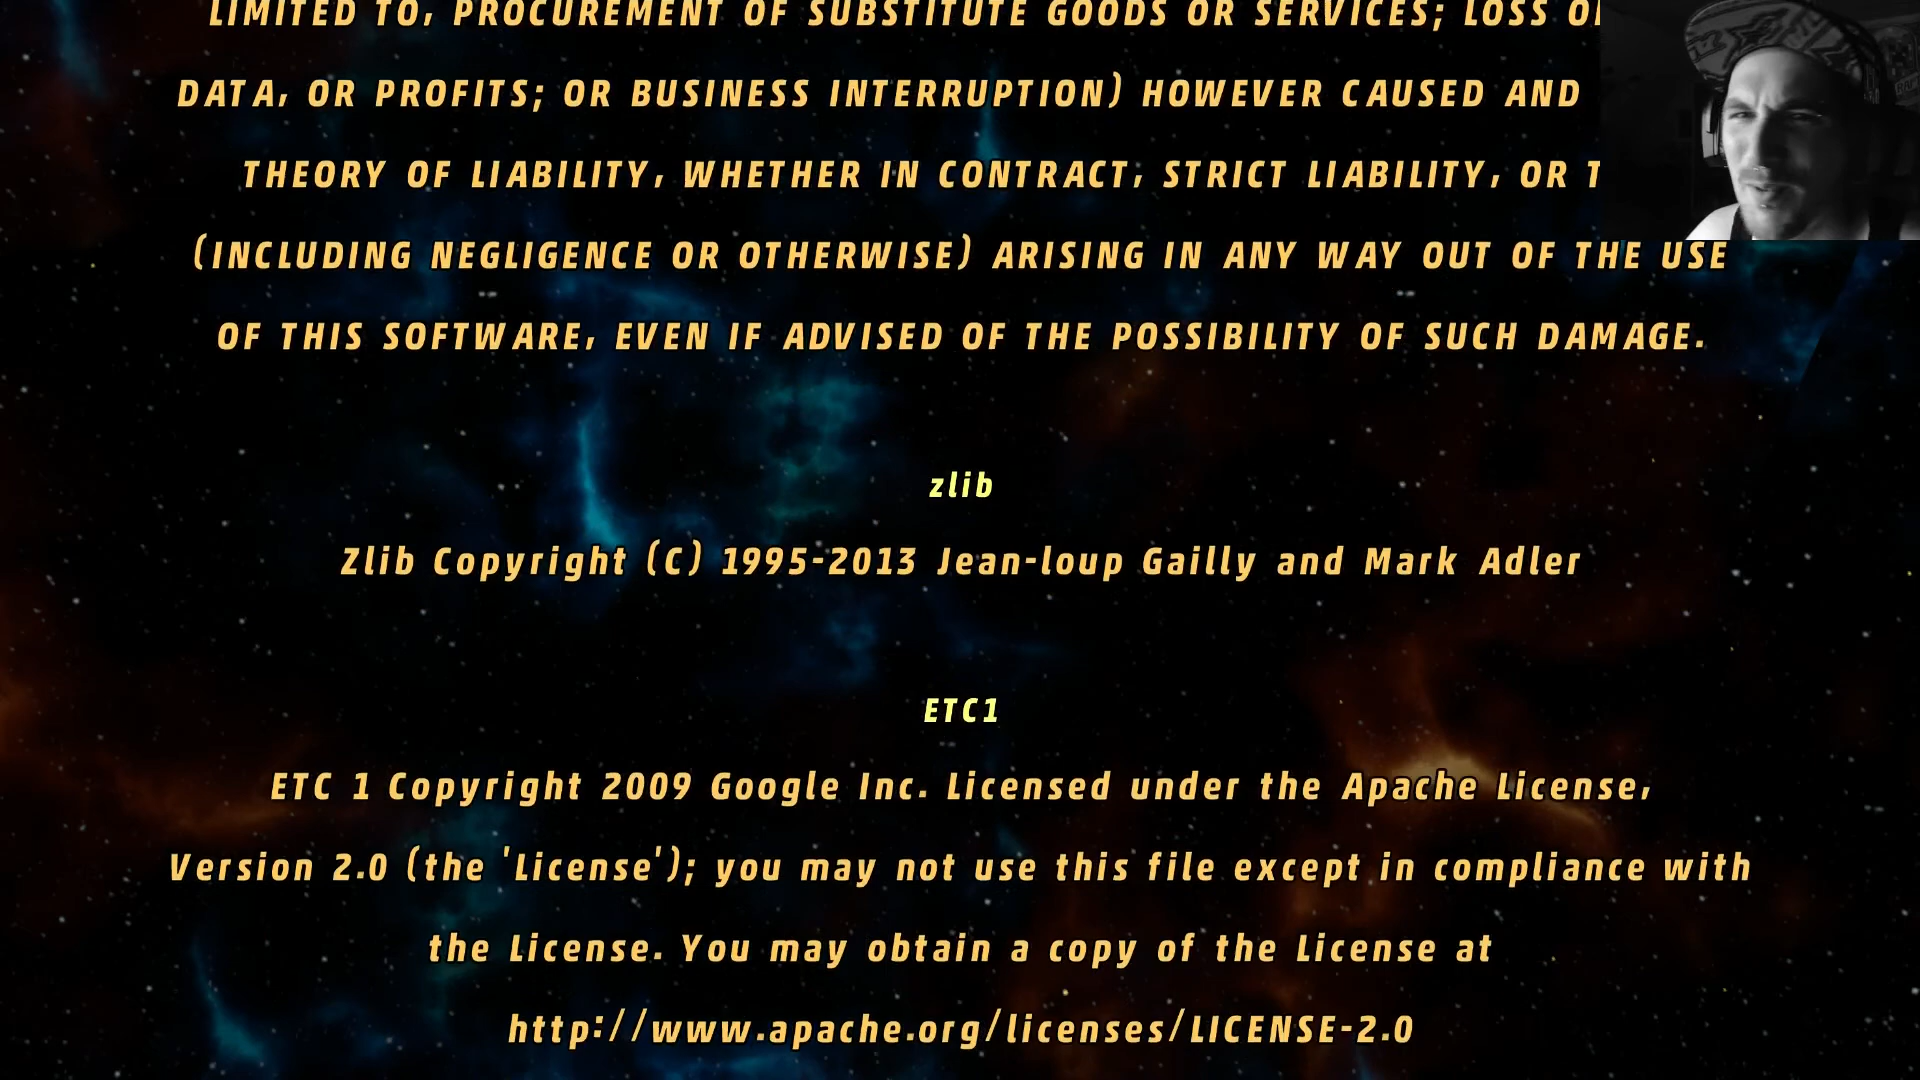 LIMITED TO, PROCUREMENT OF SUBSTITUTE GOODS OR SERVICES; LOSS
DATA, OR PROFITS; OR BUSINESS INTERRUPTION) HOWEVER CAUSED AND
THEORY OF LIABILITY, WHETHER IN CONTRACT, STRICT LIABILITY, OR
(INCLUDING NEGLIGENCE OR OTHERWISE) ARISING IN ANY WAY OUT OF THE USE
OF THIS SOFTWARE, EVEN IF ADVISED OF THE POSSIBILITY OF SUCH DAMAGE.
zlib
Zlib Copyright (C) 1995-2013 Jean-loup Gailly and Mark Adler
ETC1
ETC 1 Copyright 2009 Google Inc. Licensed under the Apache License,
Version 2.0 (the 'License'); you may not use this file except in compliance with
the License. You may obtain a copy of the License at
http://www.apache.org/licenses/LICENSE-2.0